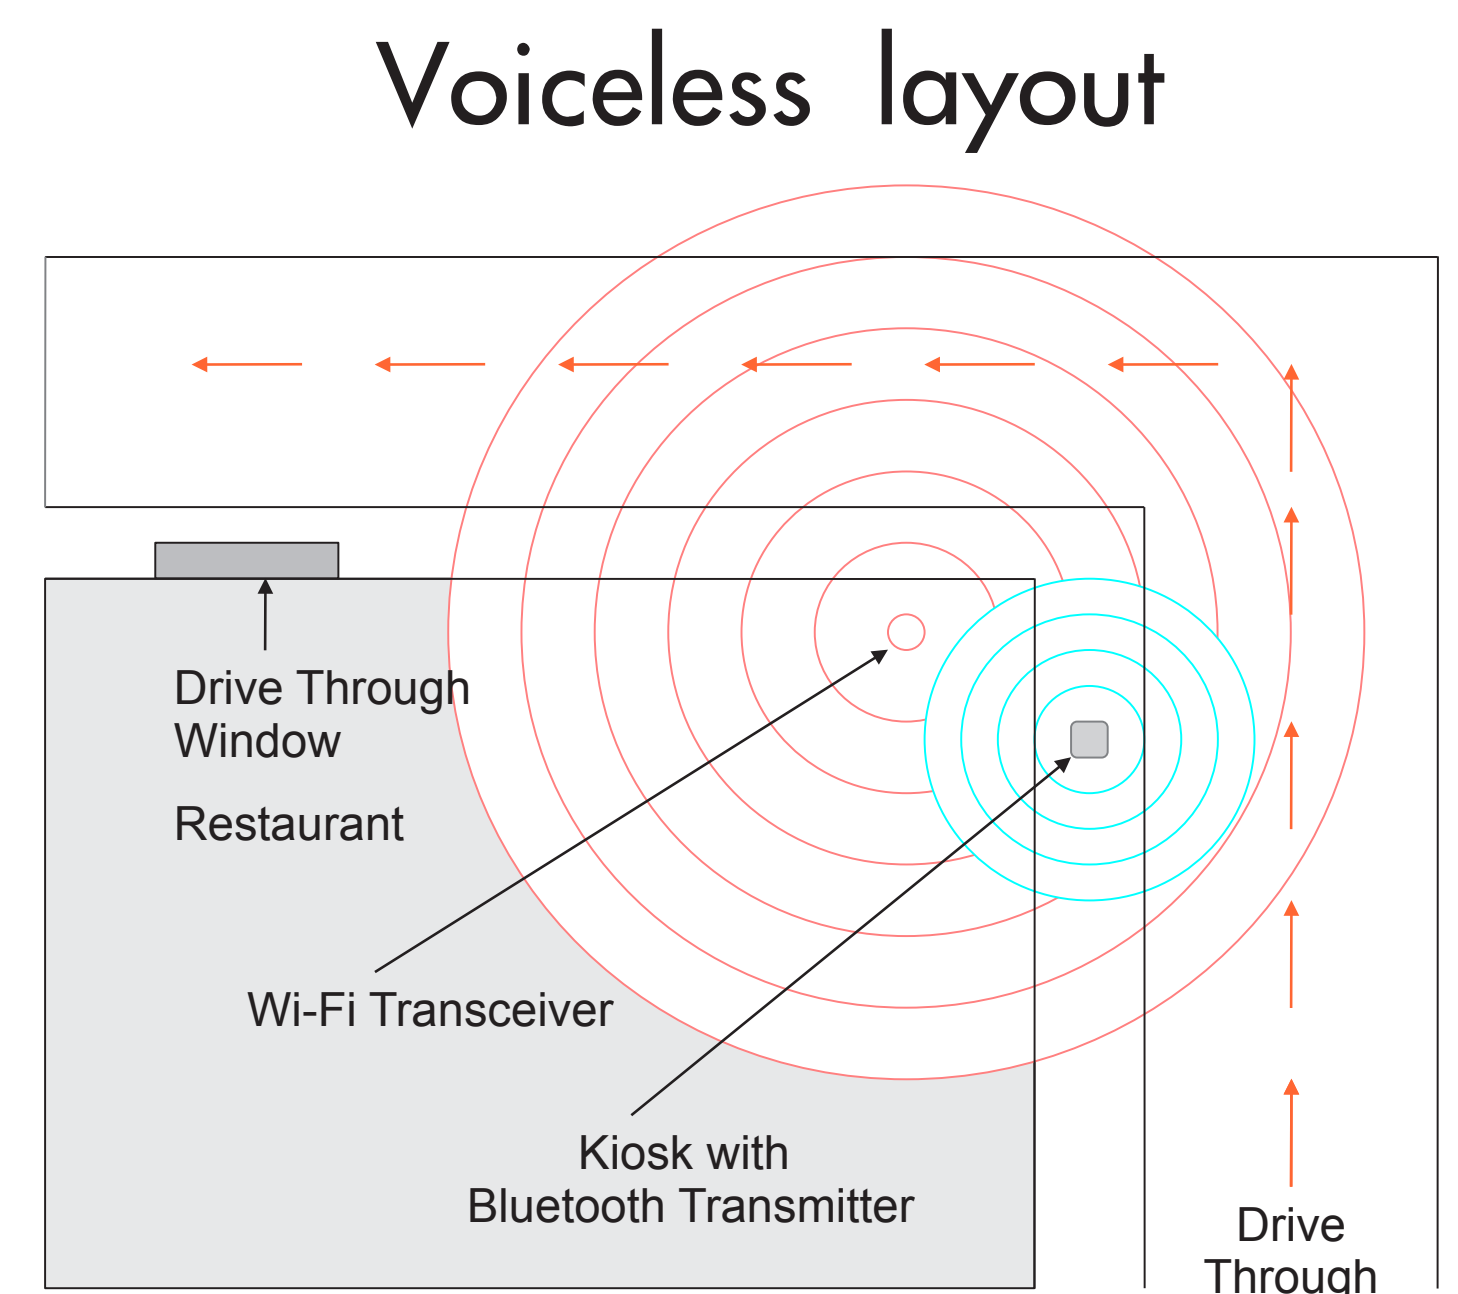 Voiceless layout
Drive Through
Window
Restaurant
Wi-Fi Transceiver
Kiosk with
Bluetooth Transmitter
Drive
Through